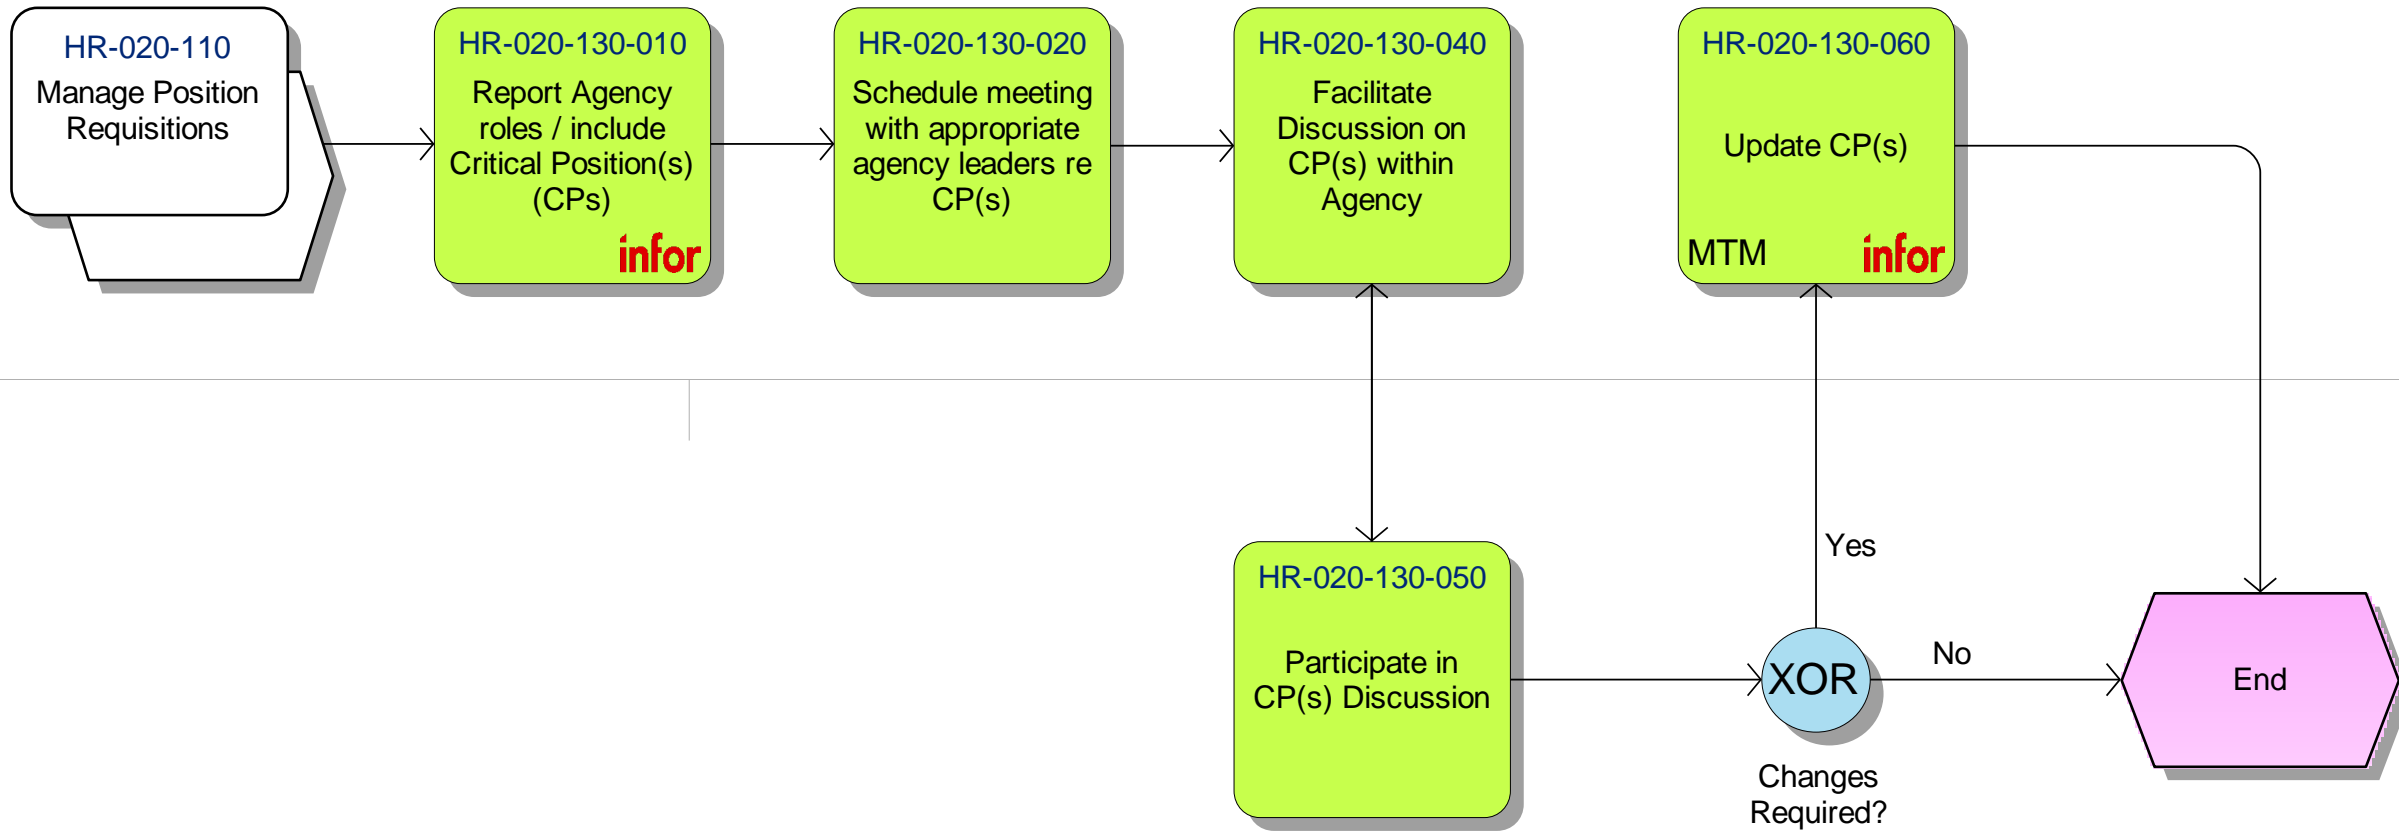 HR-020-110
Manage Position
Requisitions
HR-020-130-010
Report Agency
roles / include
Critical Position(s)
(CPs)
infor
HR-020-130-020
Schedule meeting
with appropriate
agency leaders re
CP(s)
HR-020-130-040
Facilitate
Discussion on
CP(s) within
Agency
HR-020-130-060
Update CP(s)
MTM
infor
HR-020-130-050
Participate in
CP(s) Discussion
Yes
XOR
No
Changes
Required?
End